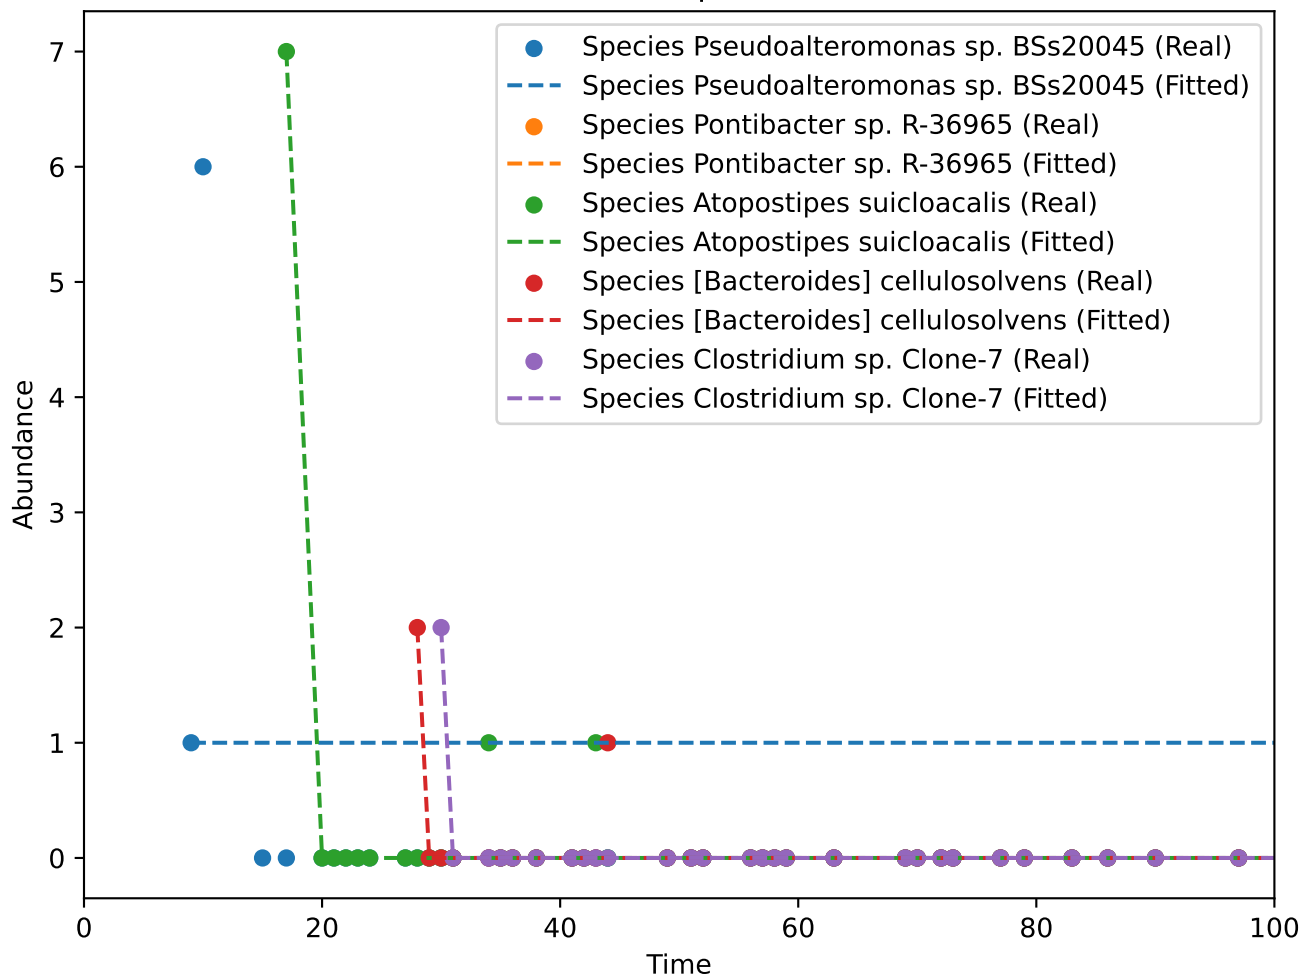 7
6
5
4
3
2
1
0
Abundance
Species Pseudoalteromonas sp. BSs20045 (Real)
Species Pseudoalteromonas sp. BSs20045 (Fitted)
Species Pontibacter sp. R-36965 (Real)
Species Pontibacter sp. R-36965 (Fitted)
Species Atopostipes suicloacalis (Real)
Species Atopostipes suicloacalis (Fitted)
Species [Bacteroides] cellulosolvens (Real)
Species [Bacteroides] cellulosolvens (Fitted)
Species Clostridium sp. Clone-7 (Real)
Species Clostridium sp. Clone-7 (Fitted)
0 20 40 60 80 100
Time